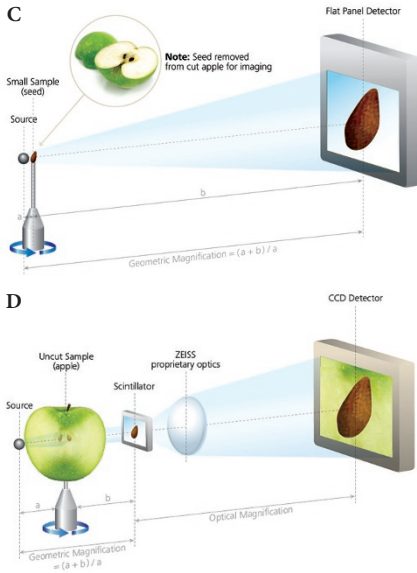 C
Flat Panel Detector
Note: Seed removed
from cut apple for imaging
Small Sample
(seed)
Source
a
b
Geometric Magnification = (a + b) / a
D
CCD Detector
ZEISS
proprietary optics
Uncut Sample
(apple)
Scintillator
Source
a
b
Optical Magnification
Geometric Magnification
= (a + b) / a